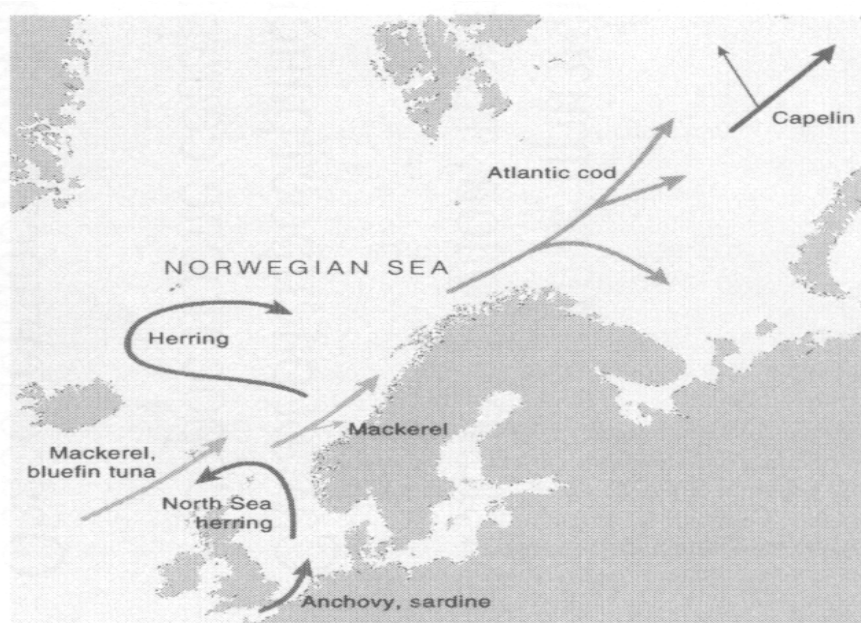 Capelin
Atlantic cod
NORWEGIAN SEA
Herring
Mackerel
Mackerel,
bluefin tuna
North Sea
herring
Anchovy, sardine